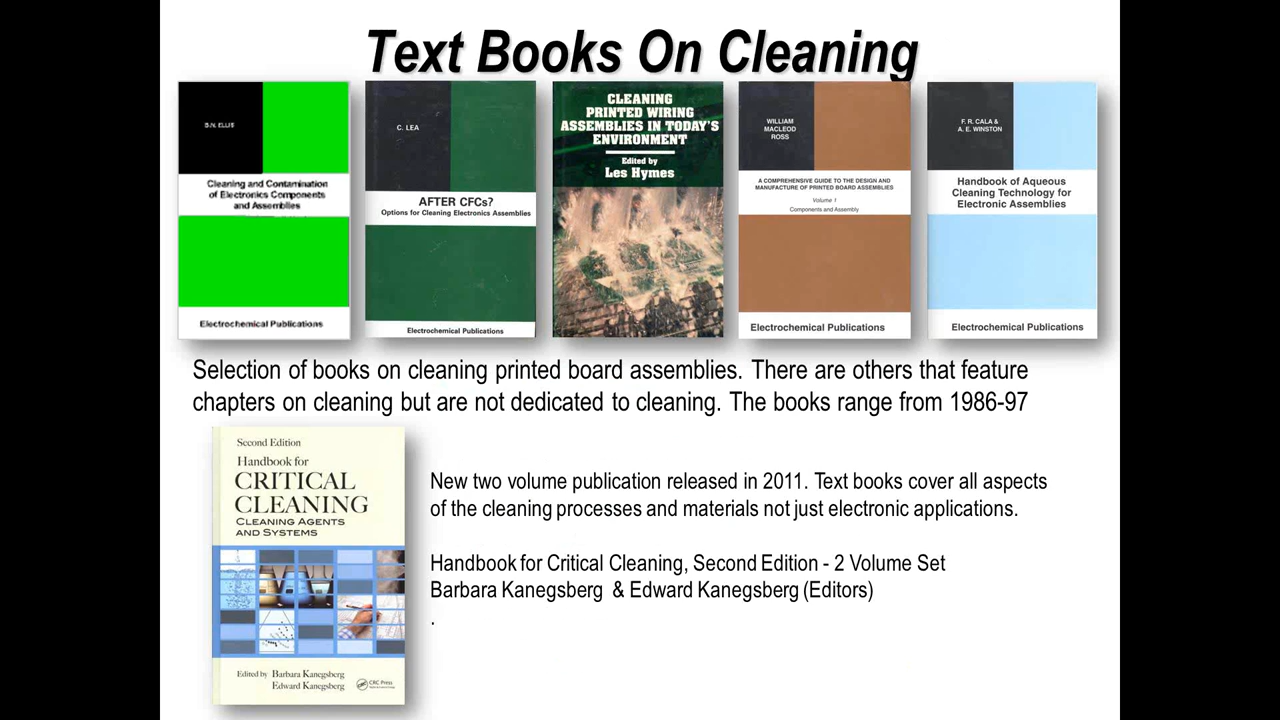 Text Books On Cleaning
B.N. ELLIS
Cleaning and Contamination
of Electronics Components
and Assemblies
Electrochemical Publications
C. LEA
AFTER CFCs?
Options for Cleaning Electronics Assemblies
Electrochemical Publications
CLEANING
PRINTED WIRING
ASSEMBLIES IN TODAY'S
ENVIRONMENT
Edited by
Les Hymes
WILLIAM
MACLEOD
ROSS
A COMPREHENSIVE GUIDE TO THE DESIGN AND
MANUFACTURE OF PRINTED BOARD ASSEMBLIES
Volume 1
Components and Assembly
Electrochemical Publications
F. R. CALA &
A. E. WINSTON
Handbook of Aqueous
Cleaning Technology for
Electronic Assemblies
Electrochemical Publications
Selection of books on cleaning printed board assemblies. There are others that feature
chapters on cleaning but are not dedicated to cleaning. The books range from 1986-97
Second Edition
Handbook for
CRITICAL
CLEANING
CLEANING AGENTS
AND SYSTEMS
Edited by Barbara Kanegsberg
Edward Kanegsberg
CRC Press
New two volume publication released in 2011. Text books cover all aspects
of the cleaning processes and materials not just electronic applications.
Handbook for Critical Cleaning, Second Edition - 2 Volume Set
Barbara Kanegsberg & Edward Kanegsberg (Editors)
.